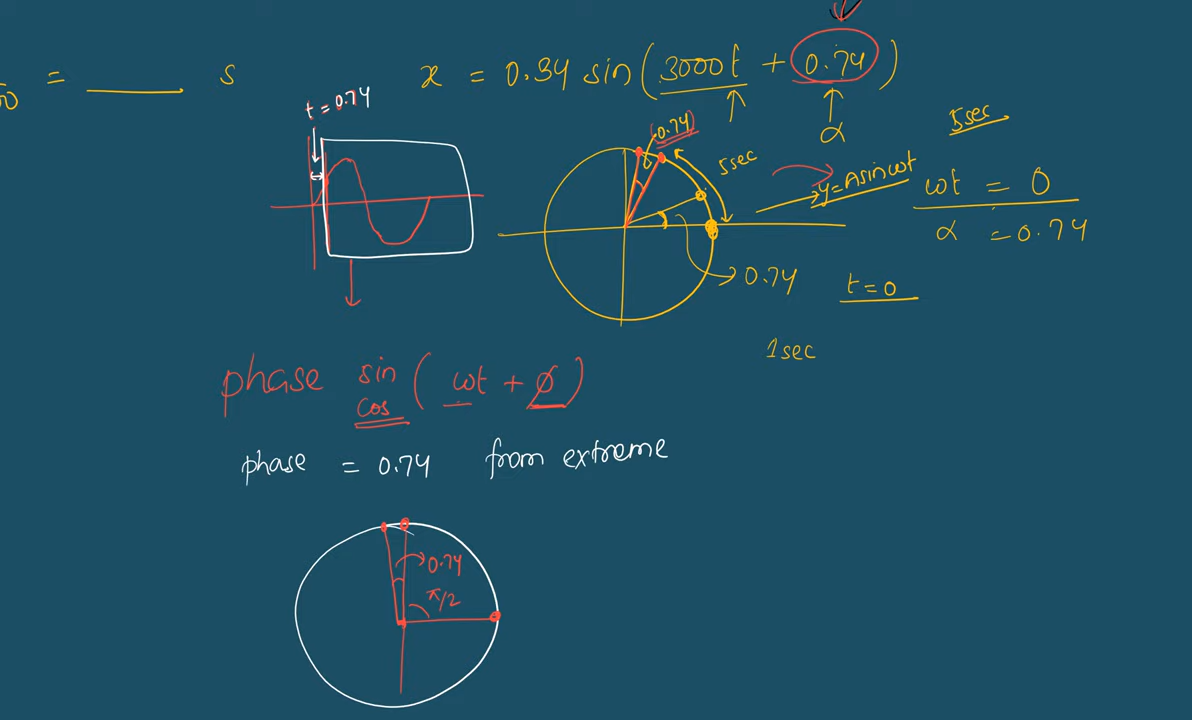 x = 0.34 sin(3000t + 0.74)
= ______ s
t = 0.74
(0.74)
α
5sec
5sec
y = A sin ωt
ωt = 0
α = 0.74
0.74
t = 0
1sec
phase sin ( ωt + ø )
cos
phase = 0.74 from extreme
0.74
π/2